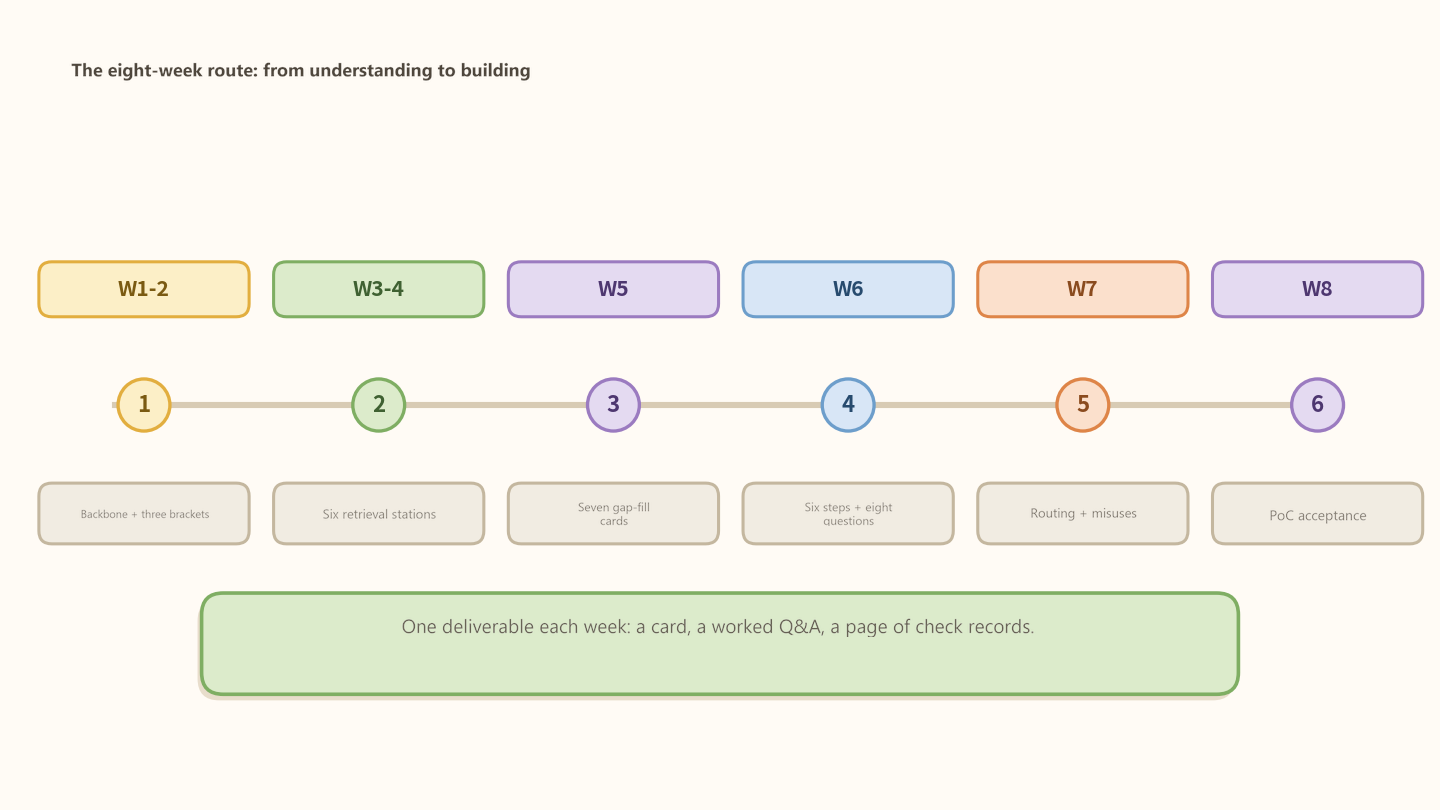 The eight-week route: from understanding to building
W1-2
W3-4
W5
W6
W7
W8
1
2
3
4
5
6
Backbone + three brackets
Six retrieval stations
Seven gap-fill
cards
Six steps + eight
questions
Routing + misuses
PoC acceptance
One deliverable each week: a card, a worked Q&A, a page of check records.